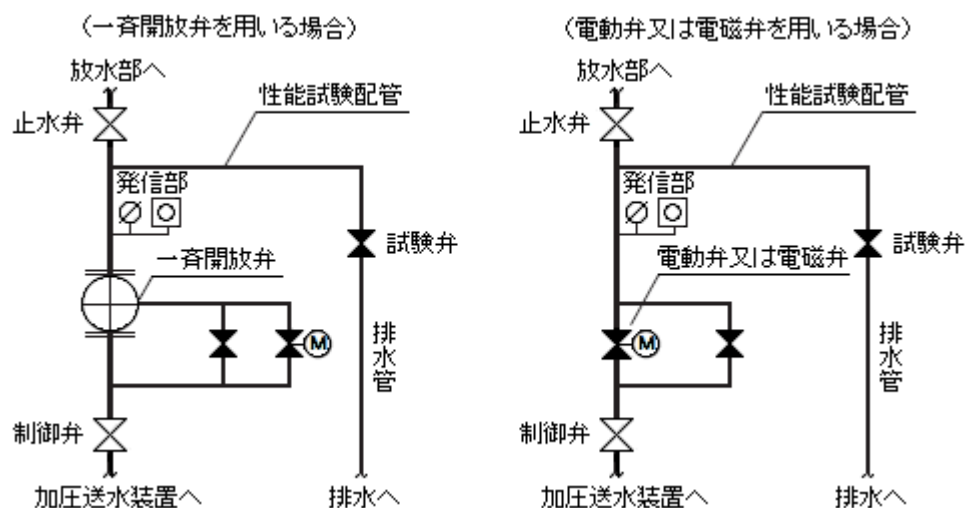 (一斉開放弁を用いる場合)
放水部へ
性能試験配管
止水弁
発信部
試験弁
一斉開放弁
M
排水管
制御弁
加圧送水装置へ
排水へ
(電動弁又は電磁弁を用いる場合)
放水部へ
性能試験配管
止水弁
発信部
試験弁
電動弁又は電磁弁
M
排水管
制御弁
加圧送水装置へ
排水へ